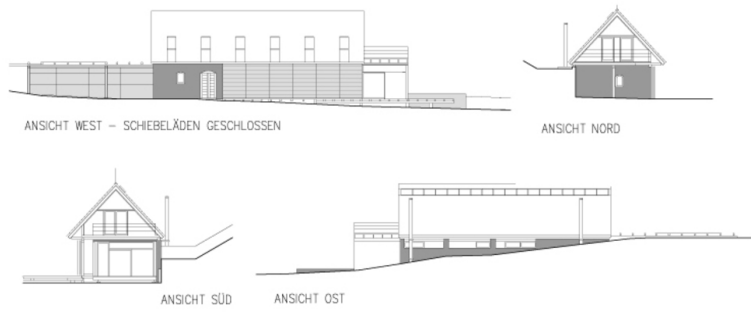 ANSICHT WEST – SCHIEBELÄDEN GESCHLOSSEN
ANSICHT NORD
ANSICHT SÜD
ANSICHT OST